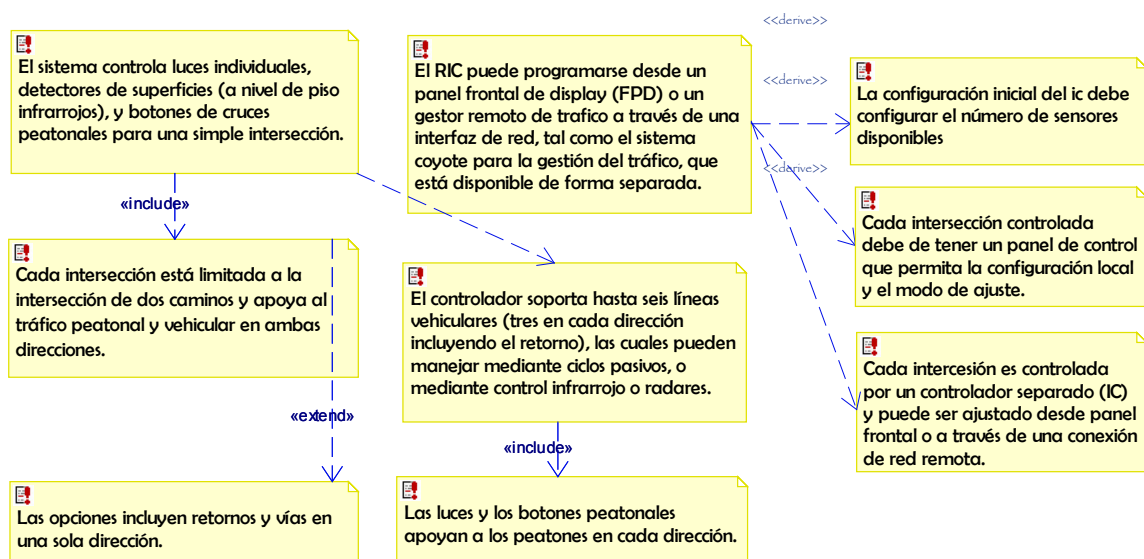 <<derive>>
El sistema controla luces individuales,
detectores de superficies (a nivel de piso
infrarrojos), y botones de cruces
peatonales para una simple intersección.
El RIC puede programarse desde un
panel frontal de display (FPD) o un
gestor remoto de trafico a través de una
interfaz de red, tal como el sistema
coyote para la gestión del tráfico, que
está disponible de forma separada.
<<derive>>
La configuración inicial del ic debe
configurar el número de sensores
disponibles
<<derive>>
«include»
Cada intersección controlada
debe de tener un panel de control
que permita la configuración local
y el modo de ajuste.
Cada intersección está limitada a la
intersección de dos caminos y apoya al
tráfico peatonal y vehicular en ambas
direcciones.
El controlador soporta hasta seis líneas
vehiculares (tres en cada dirección
incluyendo el retorno), las cuales pueden
manejar mediante ciclos pasivos, o
mediante control infrarrojo o radares.
Cada intercesión es controlada
por un controlador separado (IC)
y puede ser ajustado desde panel
frontal o a través de una conexión
de red remota.
«extend»
«include»
Las opciones incluyen retornos y vías en
una sola dirección.
Las luces y los botones peatonales
apoyan a los peatones en cada dirección.